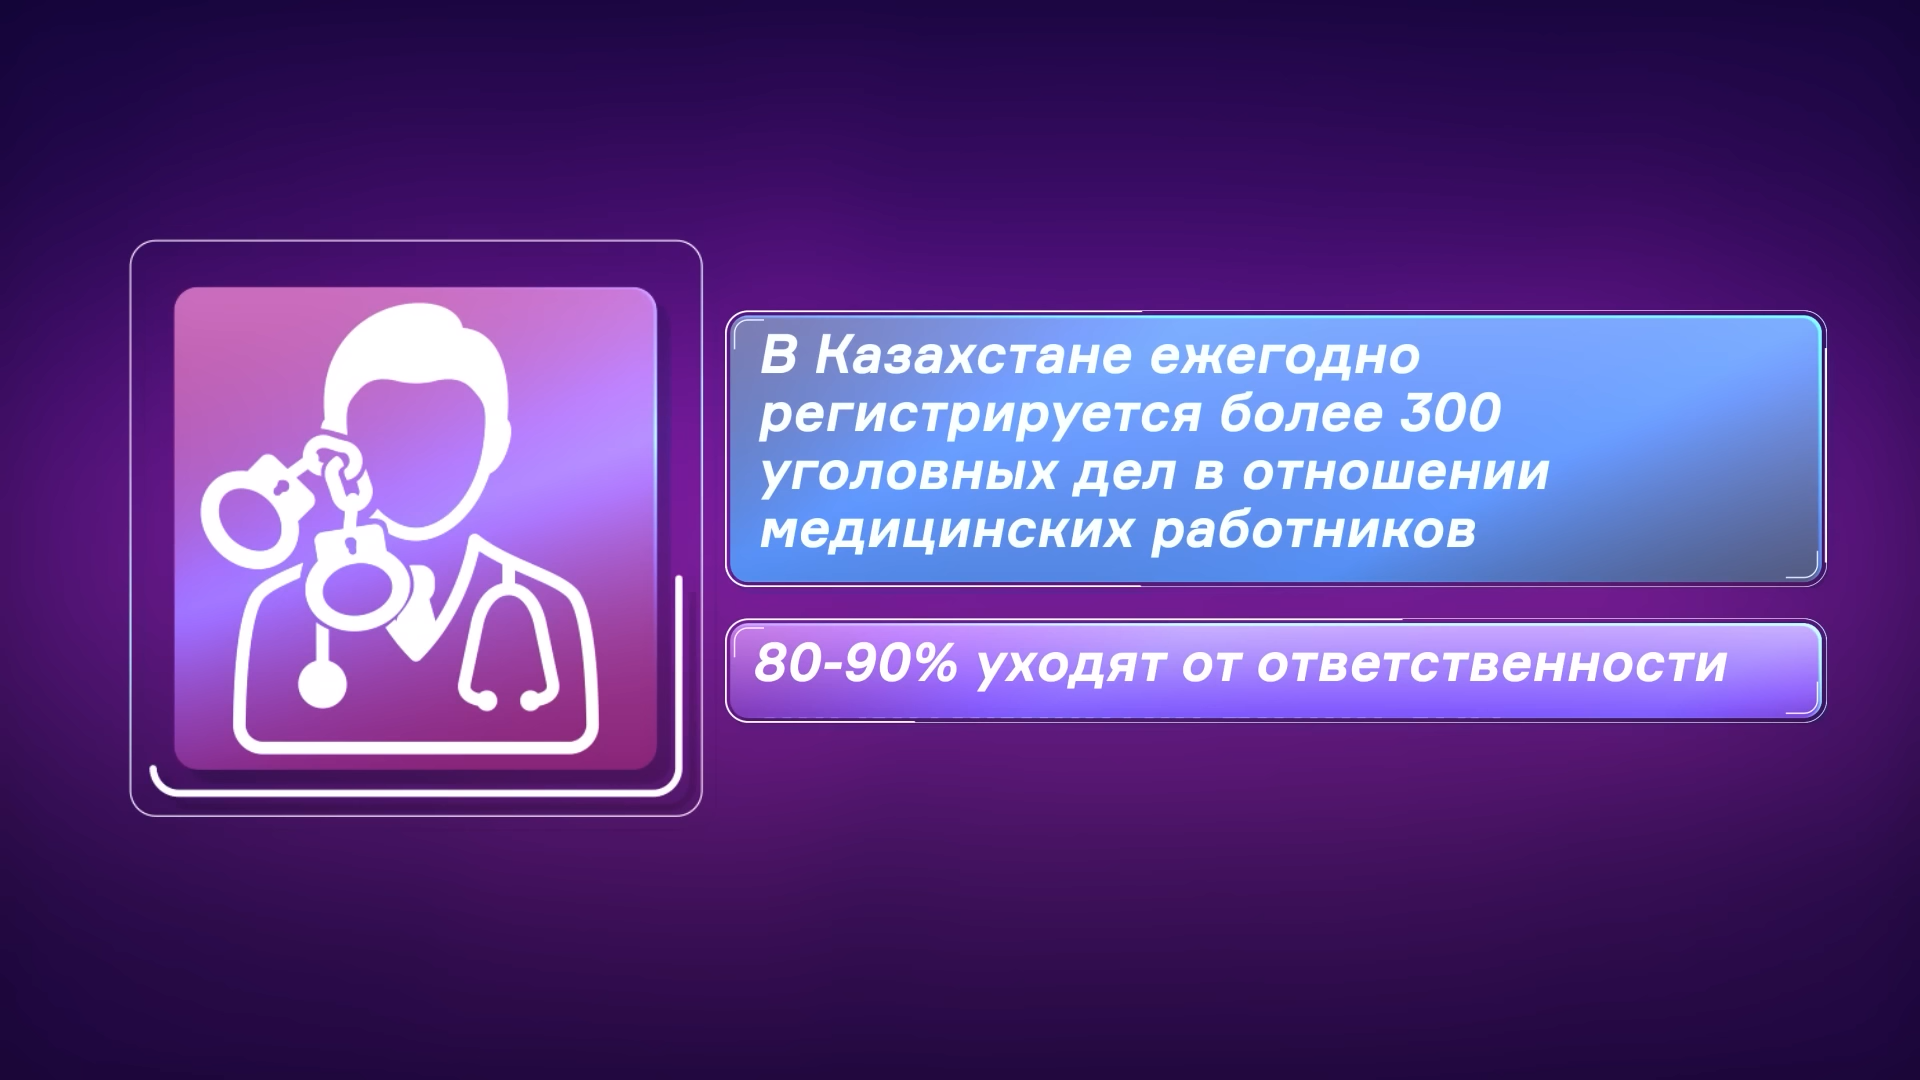 В Казахстане ежегодно
регистрируется более 300
уголовных дел в отношении
медицинских работников
80-90% уходят от ответственности